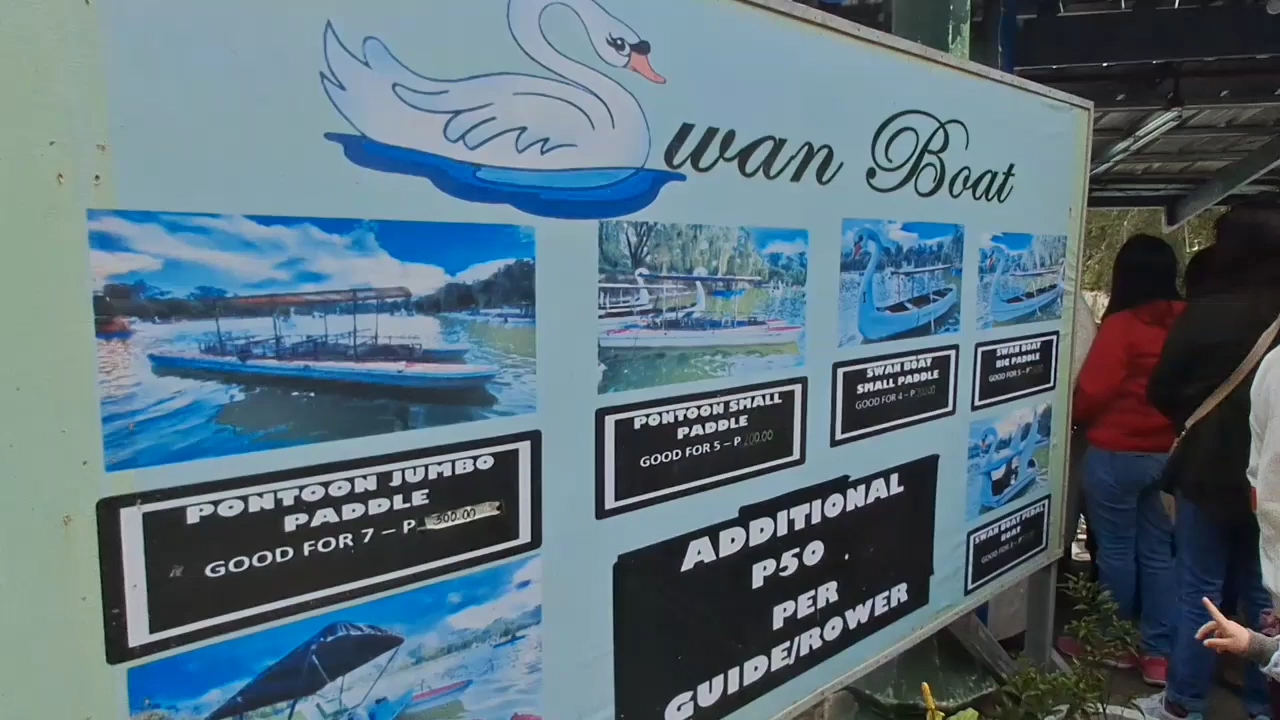 wan Boat
PONTOON JUMBO
PADDLE
GOOD FOR 7 – P 300.00
PONTOON SMALL
PADDLE
GOOD FOR 5 – P 200.00
SWAN BOAT
SMALL PADDLE
GOOD FOR 4 – P
SWAN BOAT
BIG PADDLE
GOOD FOR 5 – P
SWAN BOAT PEDAL
BOAT
GOOD FOR
ADDITIONAL
P50
PER
GUIDE/ROWER